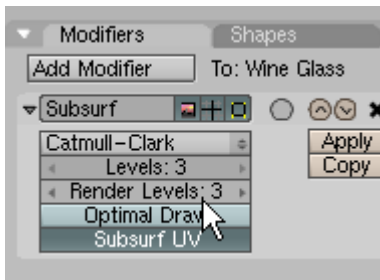 Modifiers Shapes
Add Modifier To: Wine Glass
Subsurf
Catmull-Clark Apply
Levels: 3 Copy
Render Levels: 3
Optimal Draw
Subsurf UV